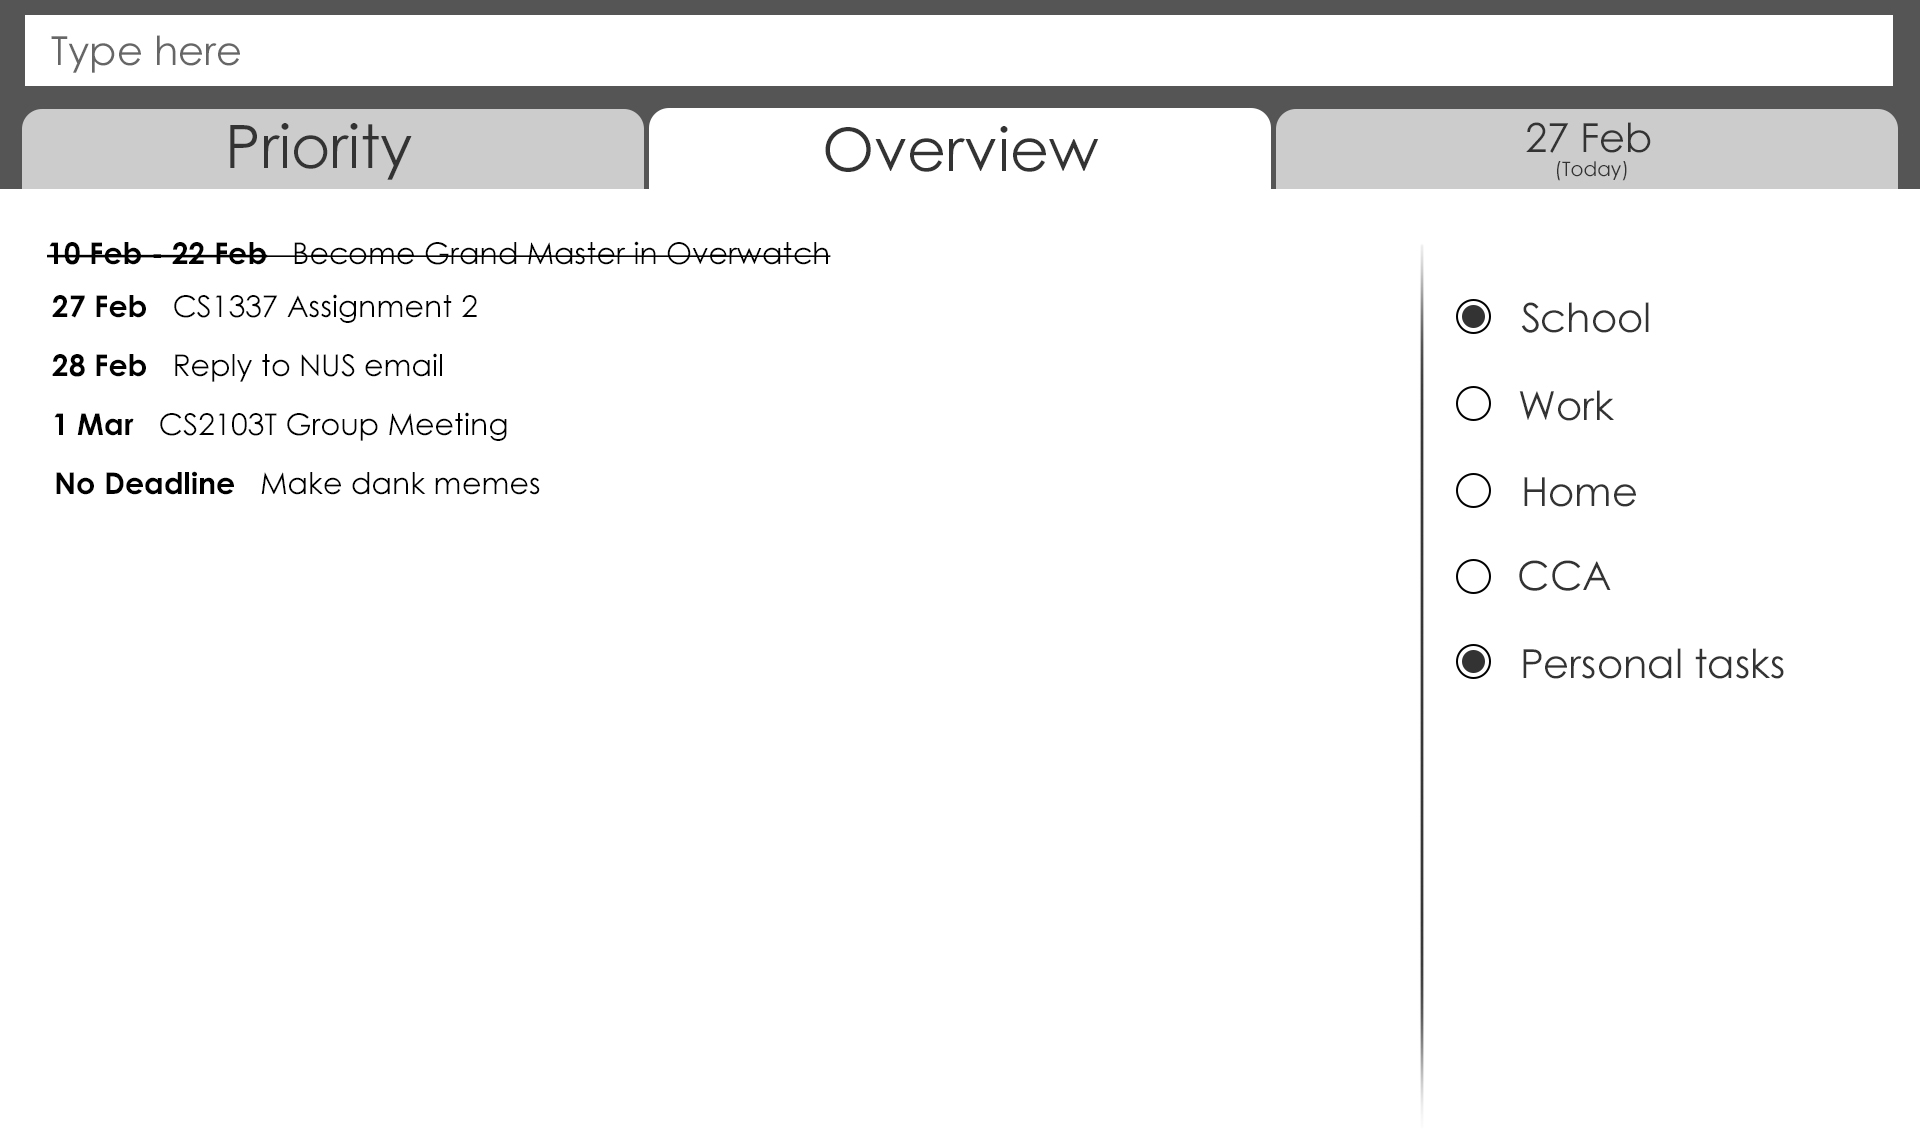 Type here
Priority
Overview
27 Feb
(Today)
10 Feb - 22 Feb Become Grand Master in Overwatch
27 Feb CS1337 Assignment 2
28 Feb Reply to NUS email
1 Mar CS2103T Group Meeting
No Deadline Make dank memes
School
Work
Home
CCA
Personal tasks